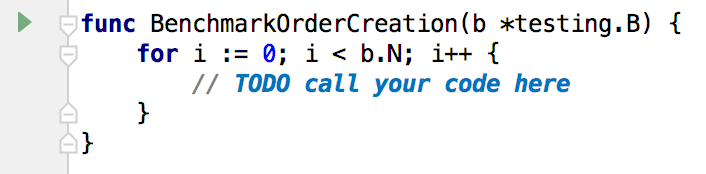 func BenchmarkOrderCreation(b *testing.B) {
    for i := 0; i < b.N; i++ {
        // TODO call your code here
    }
}